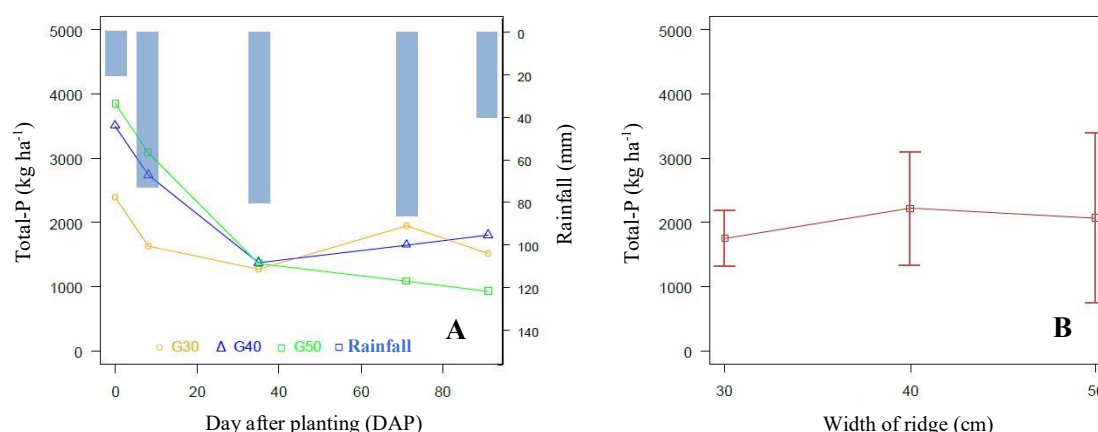 5000
4000
3000
2000
1000
0
Total-P (kg ha-1)
0
20
40
60
80
100
120
140
Rainfall (mm)
G30 G40 G50 Rainfall
A
0 20 40 60 80
Day after planting (DAP)
5000
4000
3000
2000
1000
0
Total-P (kg ha-1)
B
30 40 50
Width of ridge (cm)